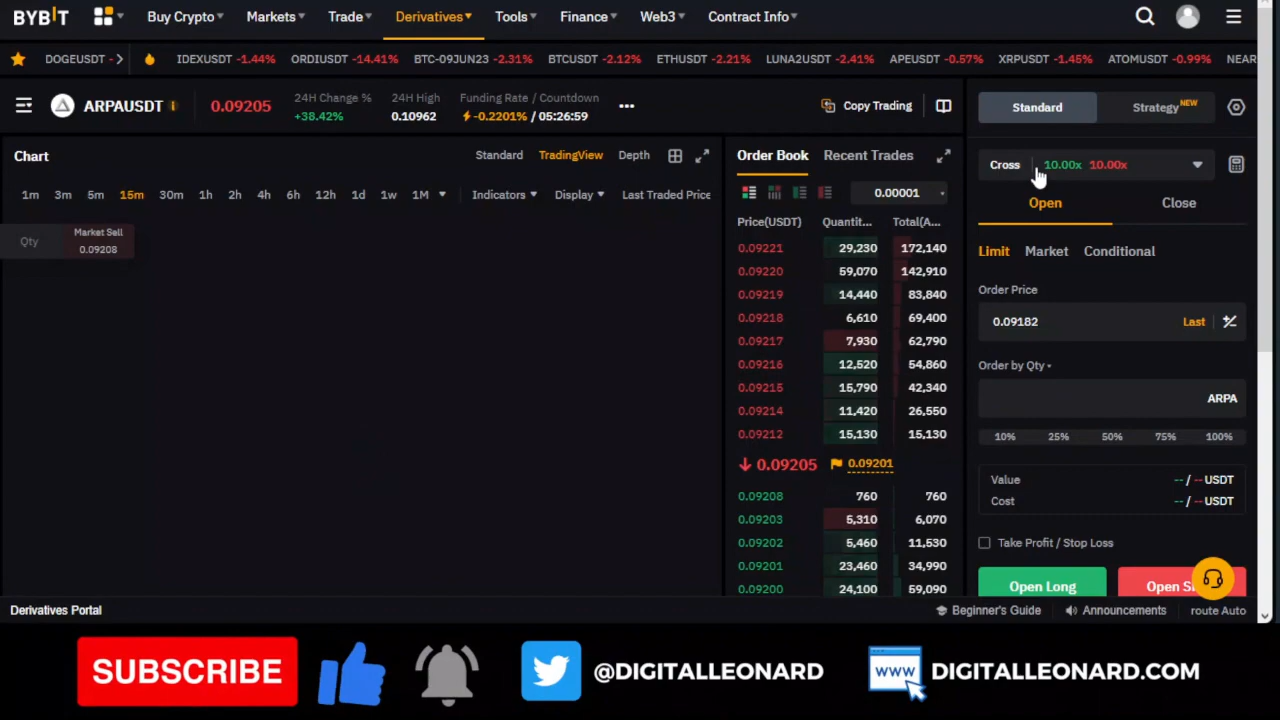 BYBIT Buy Crypto Markets Trade Derivatives Tools Finance Web3 Contract Info
DOGEUSDT - IDEXUSDT -1.44% ORDIUSDT -14.41% BTC-09JUN23 -2.31% BTCUSDT -2.12% ETHUSDT -2.21% LUNA2USDT -2.41% APEUSDT -0.57% XRPUSDT -1.45% ATOMUSDT -0.99% NEAR
ARPAUSDT 0.09205
24H Change %
+38.42%
24H High
0.10962
Funding Rate / Countdown
-0.2201% / 05:26:59
Copy Trading
Chart Standard TradingView Depth
1m 3m 5m 15m 30m 1h 2h 4h 6h 12h 1d 1w 1M Indicators Display Last Traded Price
Qty
Market Sell
0.09208
Order Book Recent Trades
0.00001
Price(USDT) Quantit... Total(A...
0.09221 29,230 172,140
0.09220 59,070 142,910
0.09219 14,440 83,840
0.09218 6,610 69,400
0.09217 7,930 62,790
0.09216 12,520 54,860
0.09215 15,790 42,340
0.09214 11,420 26,550
0.09212 15,130 15,130
0.09205 0.09201
0.09208 760 760
0.09203 5,310 6,070
0.09202 5,460 11,530
0.09201 23,460 34,990
0.09200 24,100 59,090
Standard Strategy NEW
Cross 10.00x 10.00x
Open Close
Limit Market Conditional
Order Price
0.09182 Last
Order by Qty
ARPA
10% 25% 50% 75% 100%
Value -- / -- USDT
Cost -- / -- USDT
Take Profit / Stop Loss
Open Long Open S
Derivatives Portal Beginner's Guide Announcements route Auto
SUBSCRIBE @DIGITALLEONARD WWW DIGITALLEONARD.COM